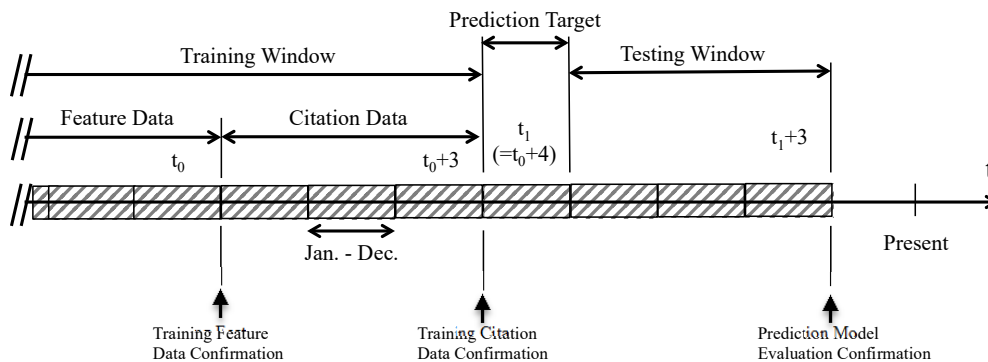 Prediction Target
Training Window
Testing Window
Feature Data
Citation Data
t0
t0+3
t1
(=t0+4)
t1+3
t
Jan. - Dec.
Present
Training Feature
Data Confirmation
Training Citation
Data Confirmation
Prediction Model
Evaluation Confirmation